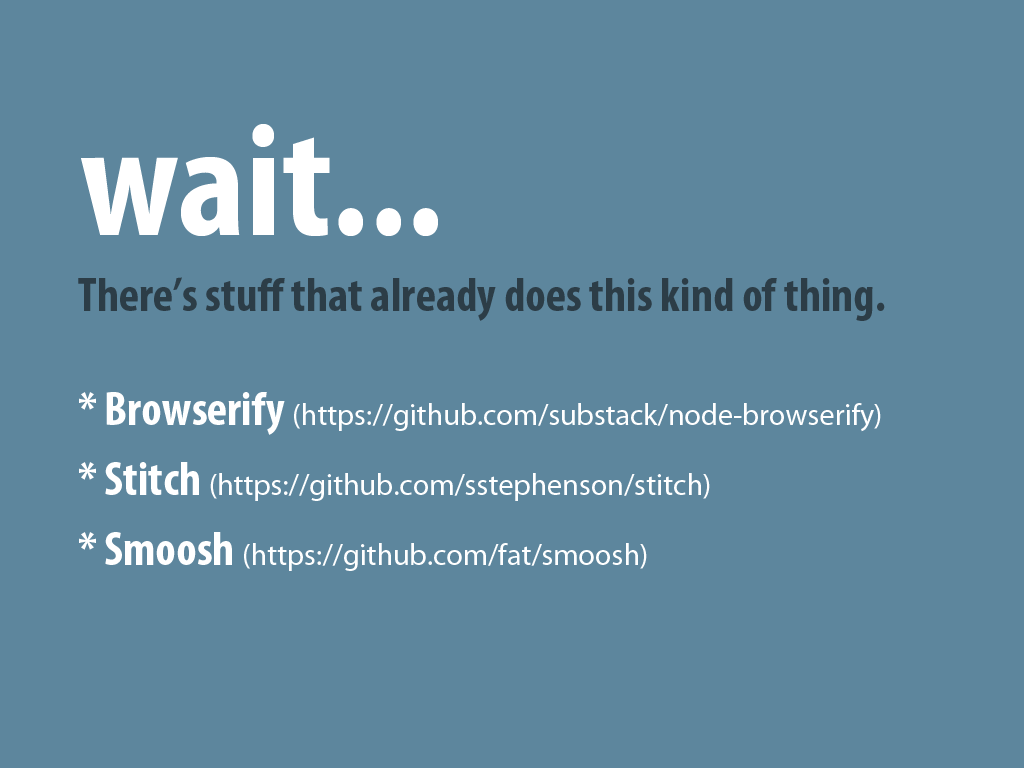 wait...
There’s stuff that already does this kind of thing.
* Browserify (https://github.com/substack/node-browserify)
* Stitch (https://github.com/sstephenson/stitch)
* Smoosh (https://github.com/fat/smoosh)